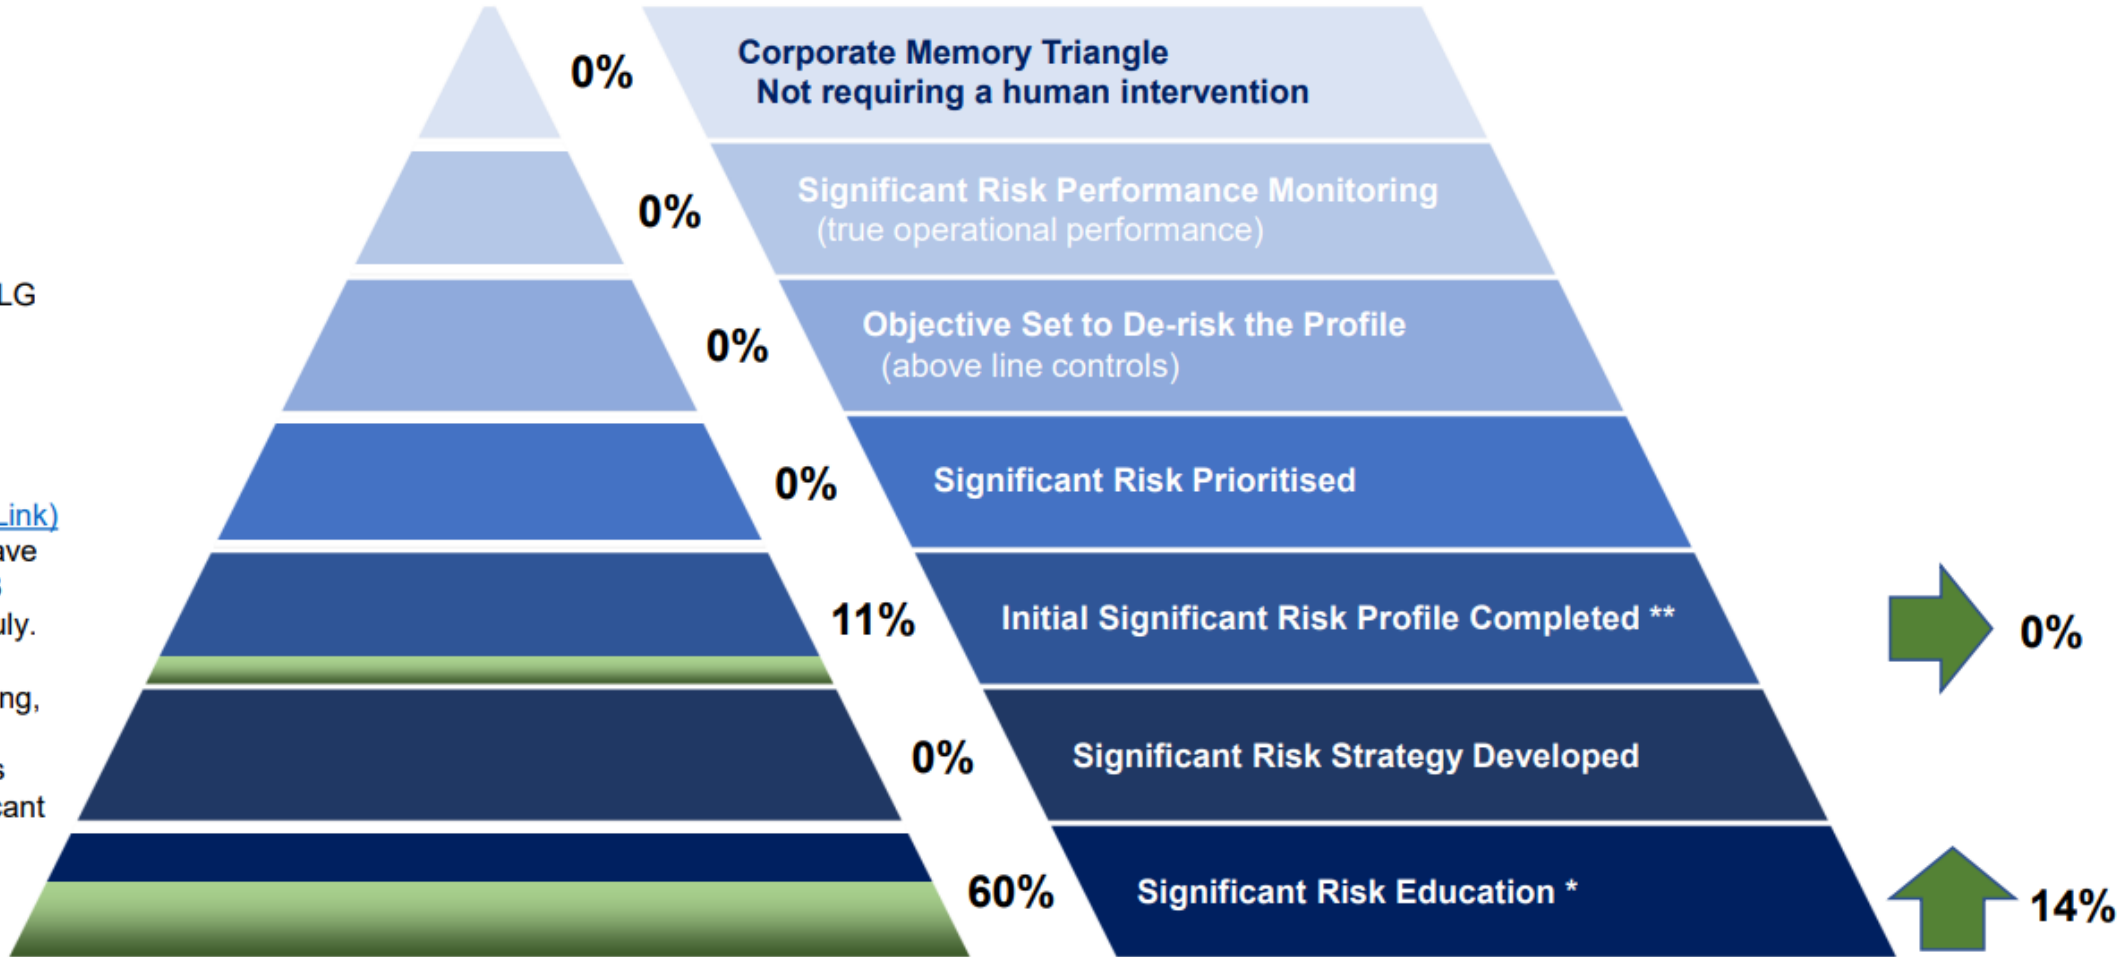 0%
Corporate Memory Triangle
Not requiring a human intervention
0%
Significant Risk Performance Monitoring
(true operational performance)
LG
0%
Objective Set to De-risk the Profile
(above line controls)
0%
Significant Risk Prioritised
Link)
ave
uly.
11%
Initial Significant Risk Profile Completed **
0%
ng,
0%
Significant Risk Strategy Developed
s
cant
60%
Significant Risk Education *
14%